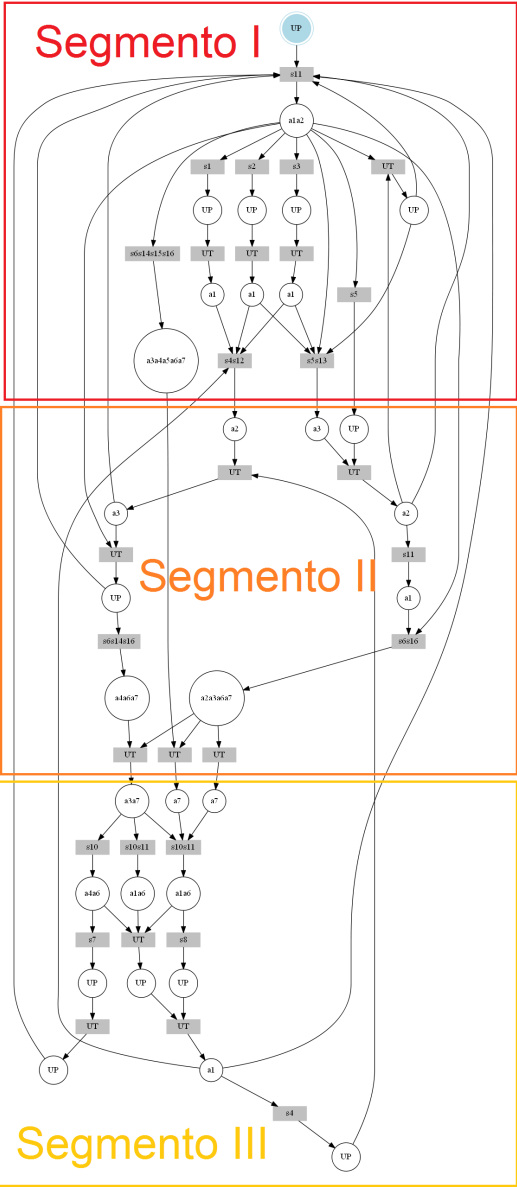 UP
Segmento I
s11
a1a2
s1 s2 s3 UT
UP UP UP UP
s6s14s15s16 UT UT UT
a1 a1 a1 s5
a3a4a5a6a7 s4s12 s5s13
a2 a3 UP
UT UT
a3 a2
UT s11
Segmento II
UP a1
s6s14s16 s6s16
a4a6a7 a2a3a6a7
UT UT UT
a3a7 a7 a7
s10 s10s11 s10s11
a4a6 a1a6 a1a6
s7 UT s8
UP UP UP
UT UT
UP a1
s4
Segmento III
UP